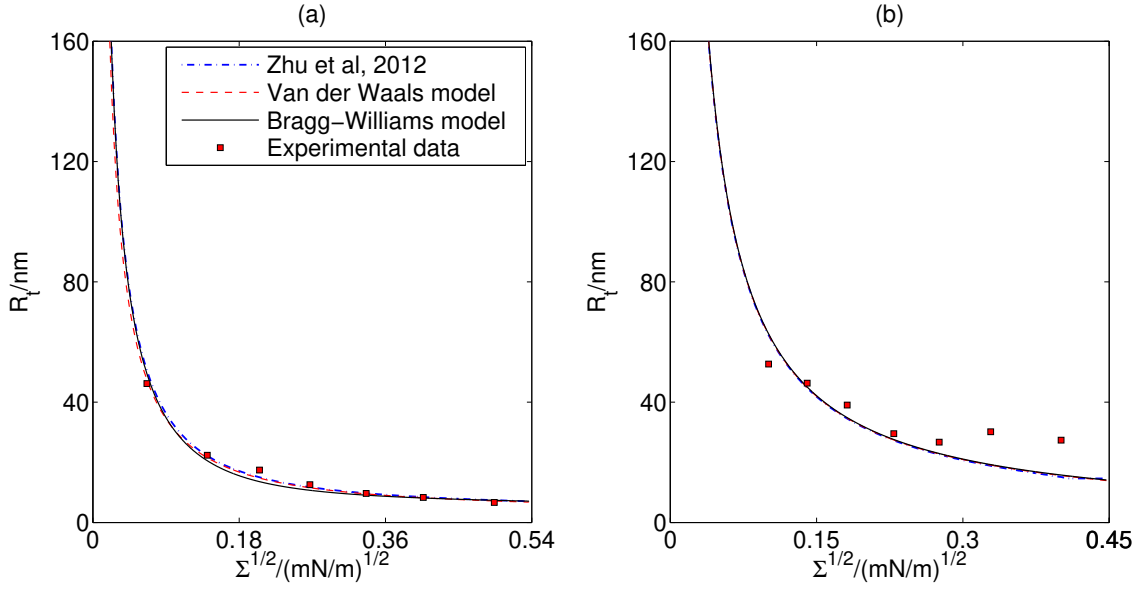 (a)
160
120
80
40
0
R_t/nm
Zhu et al, 2012
Van der Waals model
Bragg−Williams model
Experimental data
0 0.18 0.36 0.54
Σ^1/2/(mN/m)^1/2
(b)
160
120
80
40
0
R_t/nm
0 0.15 0.3 0.45
Σ^1/2/(mN/m)^1/2